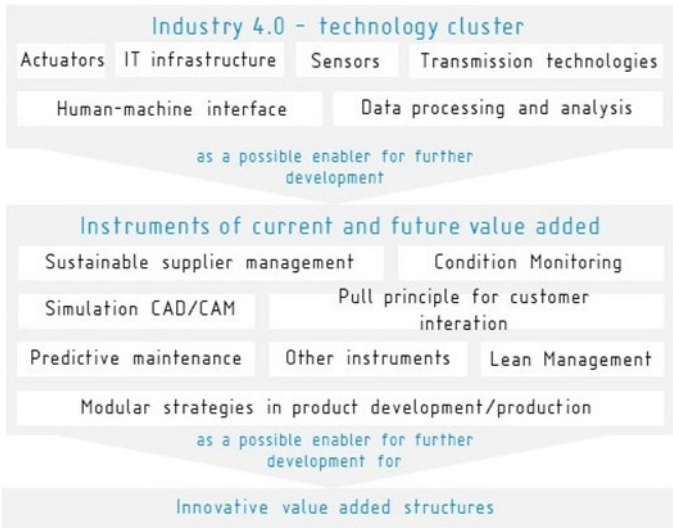 Industry 4.0 - technology cluster
Actuators IT infrastructure Sensors Transmission technologies
Human-machine interface Data processing and analysis
as a possible enabler for further
development
Instruments of current and future value added
Sustainable supplier management Condition Monitoring
Simulation CAD/CAM Pull principle for customer
interation
Predictive maintenance Other instruments Lean Management
Modular strategies in product development/production
as a possible enabler for further
development for
Innovative value added structures